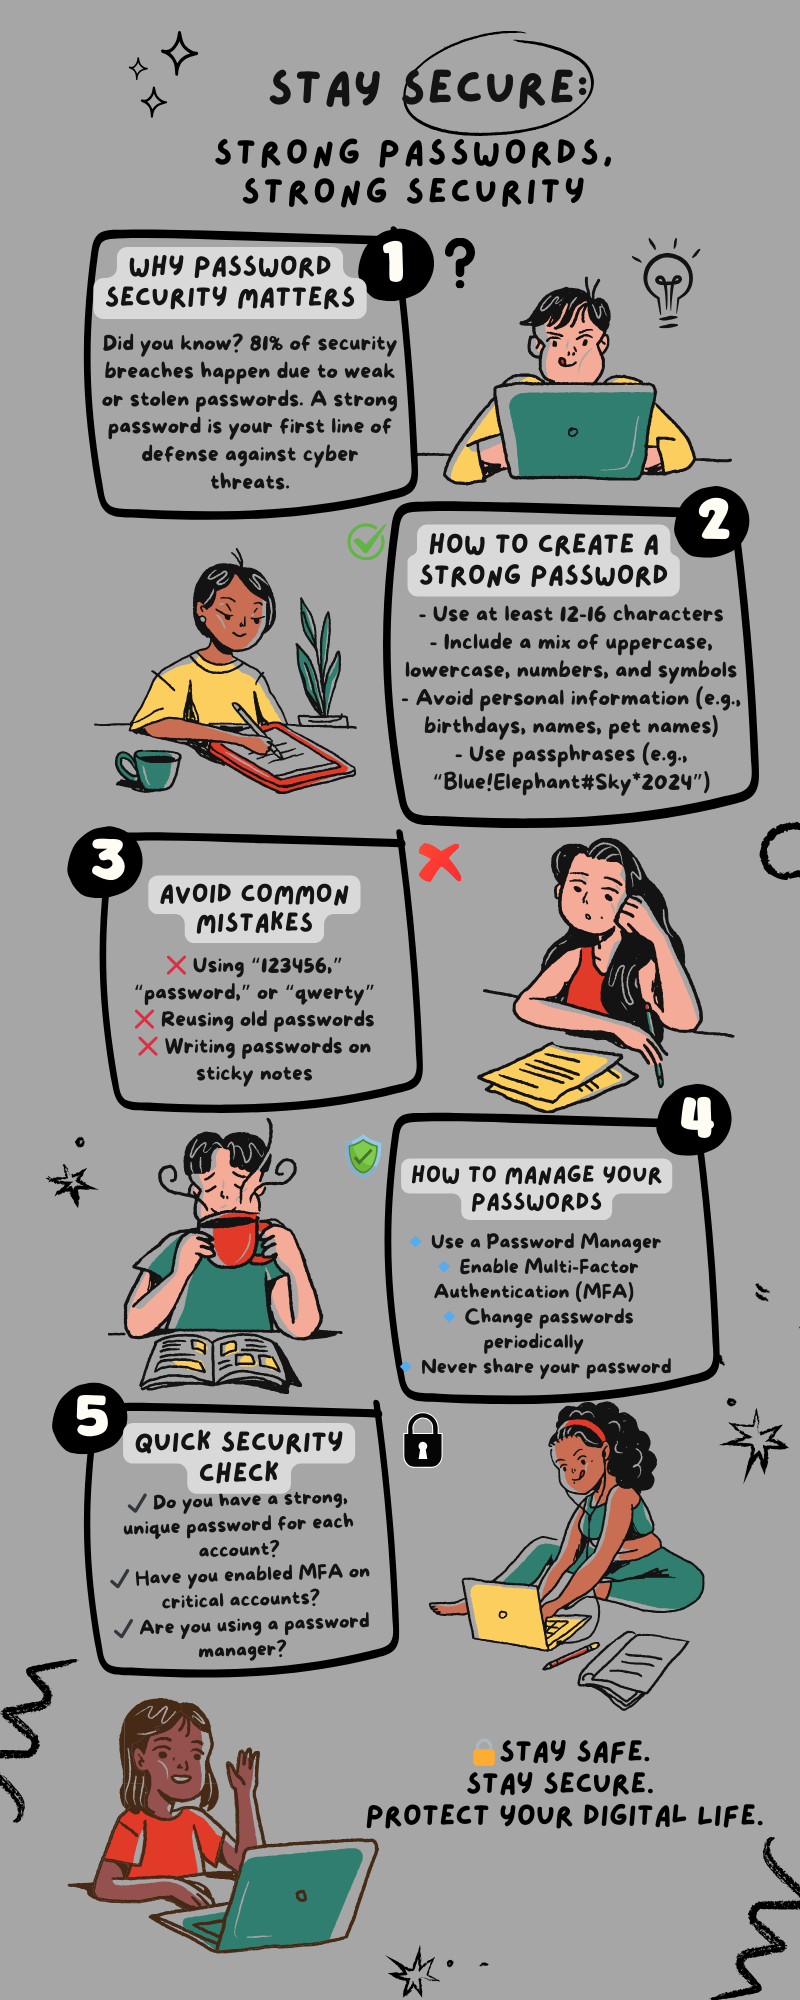 STAY SECURE:
STRONG PASSWORDS,
STRONG SECURITY
1
?
WHY PASSWORD
SECURITY MATTERS
Did you know? 81% of security
breaches happen due to weak
or stolen passwords. A strong
password is your first line of
defense against cyber
threats.
2
HOW TO CREATE A
STRONG PASSWORD
- Use at least 12-16 characters
- Include a mix of uppercase,
lowercase, numbers, and symbols
- Avoid personal information (e.g.,
birthdays, names, pet names)
- Use passphrases (e.g.,
“Blue!Elephant#Sky*2024”)
3
AVOID COMMON
MISTAKES
❌ Using “123456,”
“password,” or “qwerty”
❌ Reusing old passwords
❌ Writing passwords on
sticky notes
4
HOW TO MANAGE YOUR
PASSWORDS
🔹 Use a Password Manager
🔹 Enable Multi-Factor
Authentication (MFA)
🔹 Change passwords
periodically
🔹 Never share your password
5
QUICK SECURITY
CHECK
✓ Do you have a strong,
unique password for each
account?
✓ Have you enabled MFA on
critical accounts?
✓ Are you using a password
manager?
🔒STAY SAFE.
STAY SECURE.
PROTECT YOUR DIGITAL LIFE.